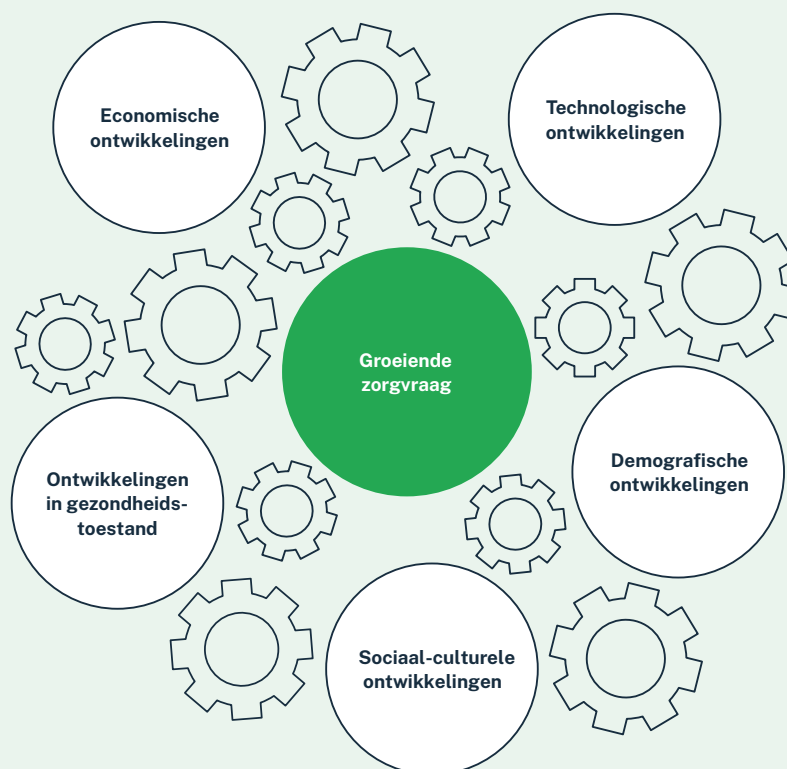 Economische
ontwikkelingen
Technologische
ontwikkelingen
Groeiende
zorgvraag
Ontwikkelingen
in gezondheids-
toestand
Demografische
ontwikkelingen
Sociaal-culturele
ontwikkelingen